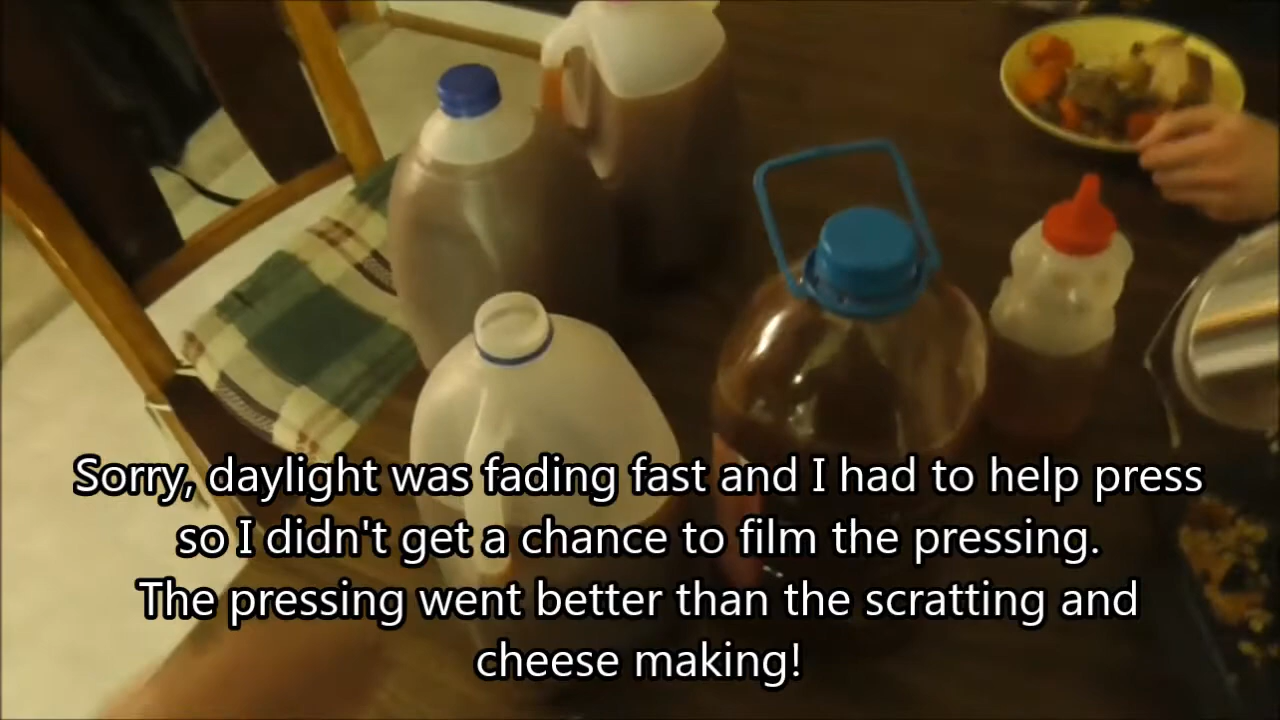 Sorry, daylight was fading fast and I had to help press
so I didn't get a chance to film the pressing.
The pressing went better than the scratting and
cheese making!